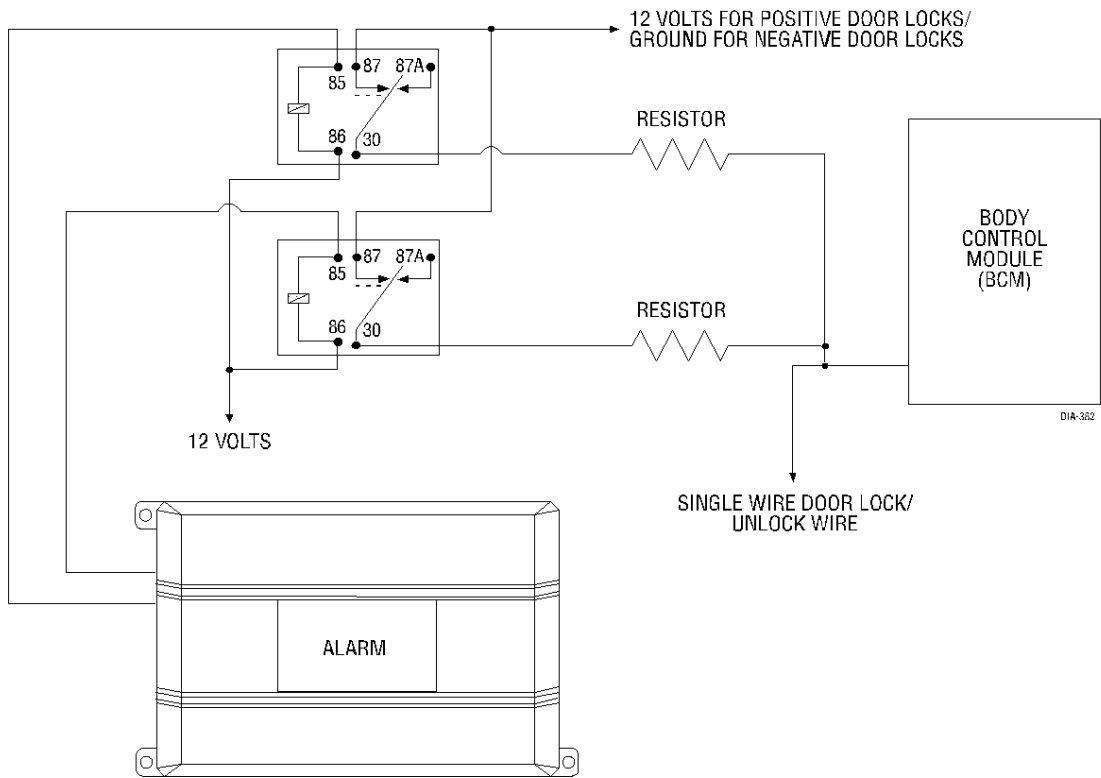 12 VOLTS FOR POSITIVE DOOR LOCKS/
GROUND FOR NEGATIVE DOOR LOCKS
87 87A
85
86 30
RESISTOR
87 87A
85
86 30
RESISTOR
BODY
CONTROL
MODULE
(BCM)
DIA-382
12 VOLTS
SINGLE WIRE DOOR LOCK/
UNLOCK WIRE
ALARM